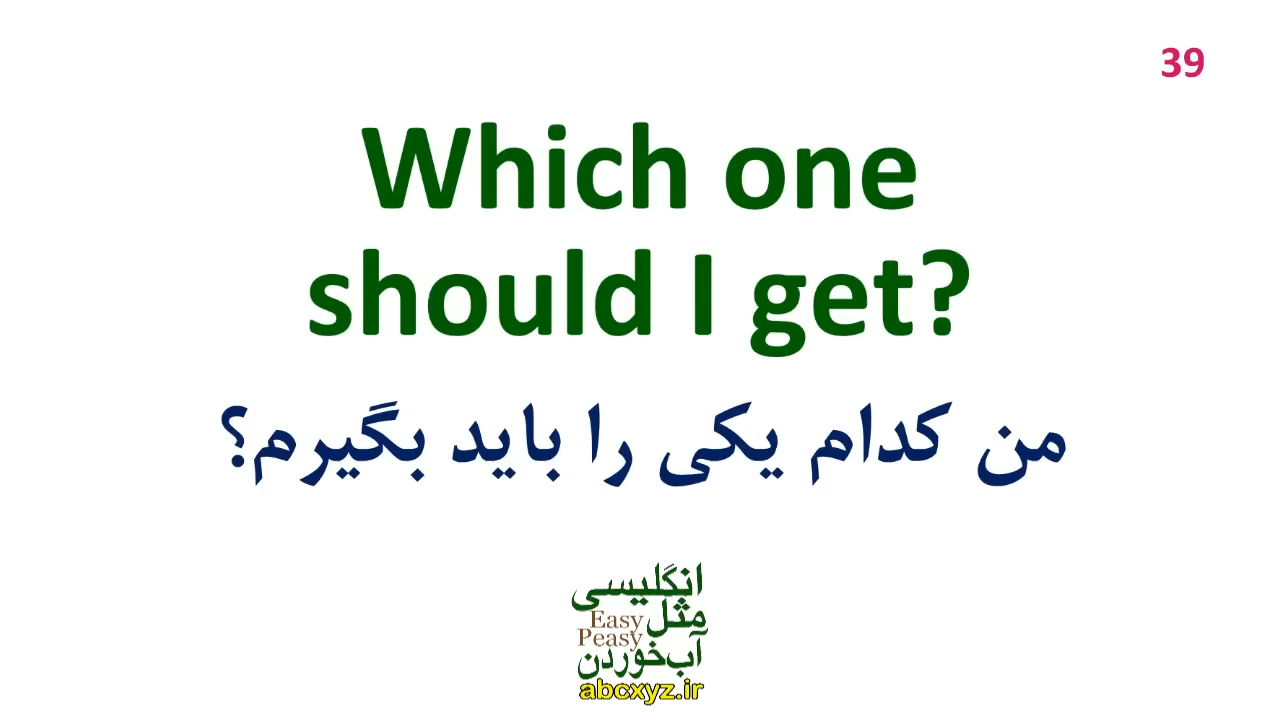 39
Which one
should I get?
من کدام یکی را باید بگیرم؟
انگلیسی
مثل
Easy
Peasy
آب‌خوردن
abcxyz.ir